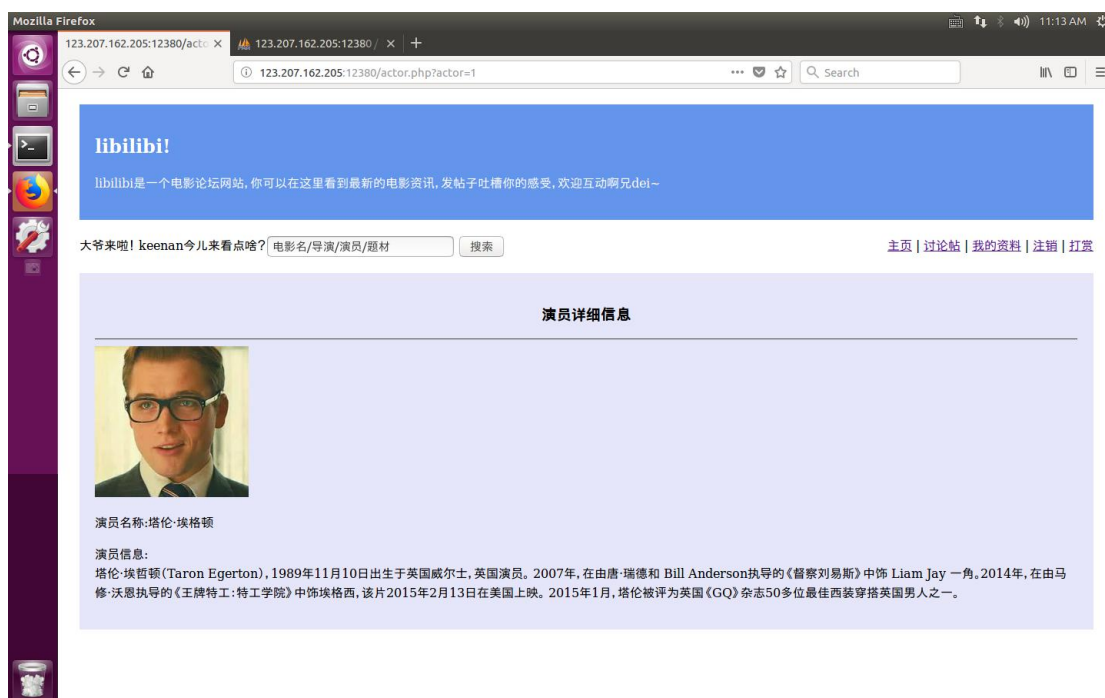 Mozilla Firefox
11:13 AM
123.207.162.205:12380/acto
123.207.162.205:12380/
123.207.162.205:12380/actor.php?actor=1
Search
libilibi!
libilibi是一个电影论坛网站,你可以在这里看到最新的电影资讯,发帖子吐槽你的感受,欢迎互动啊兄dei~
大爷来啦! keenan今儿来看点啥? 电影名/导演/演员/题材 搜索
主页 | 讨论帖 | 我的资料 | 注销 | 打赏
演员详细信息
演员名称:塔伦·埃格顿
演员信息:
塔伦·埃哲顿(Taron Egerton),1989年11月10日出生于英国威尔士,英国演员。2007年,在由唐·瑞德和 Bill Anderson执导的《督察刘易斯》中饰 Liam Jay 一角。2014年,在由马
修·沃恩执导的《王牌特工:特工学院》中饰埃格西,该片2015年2月13日在美国上映。2015年1月,塔伦被评为英国《GQ》杂志50多位最佳西装穿搭英国男人之一。